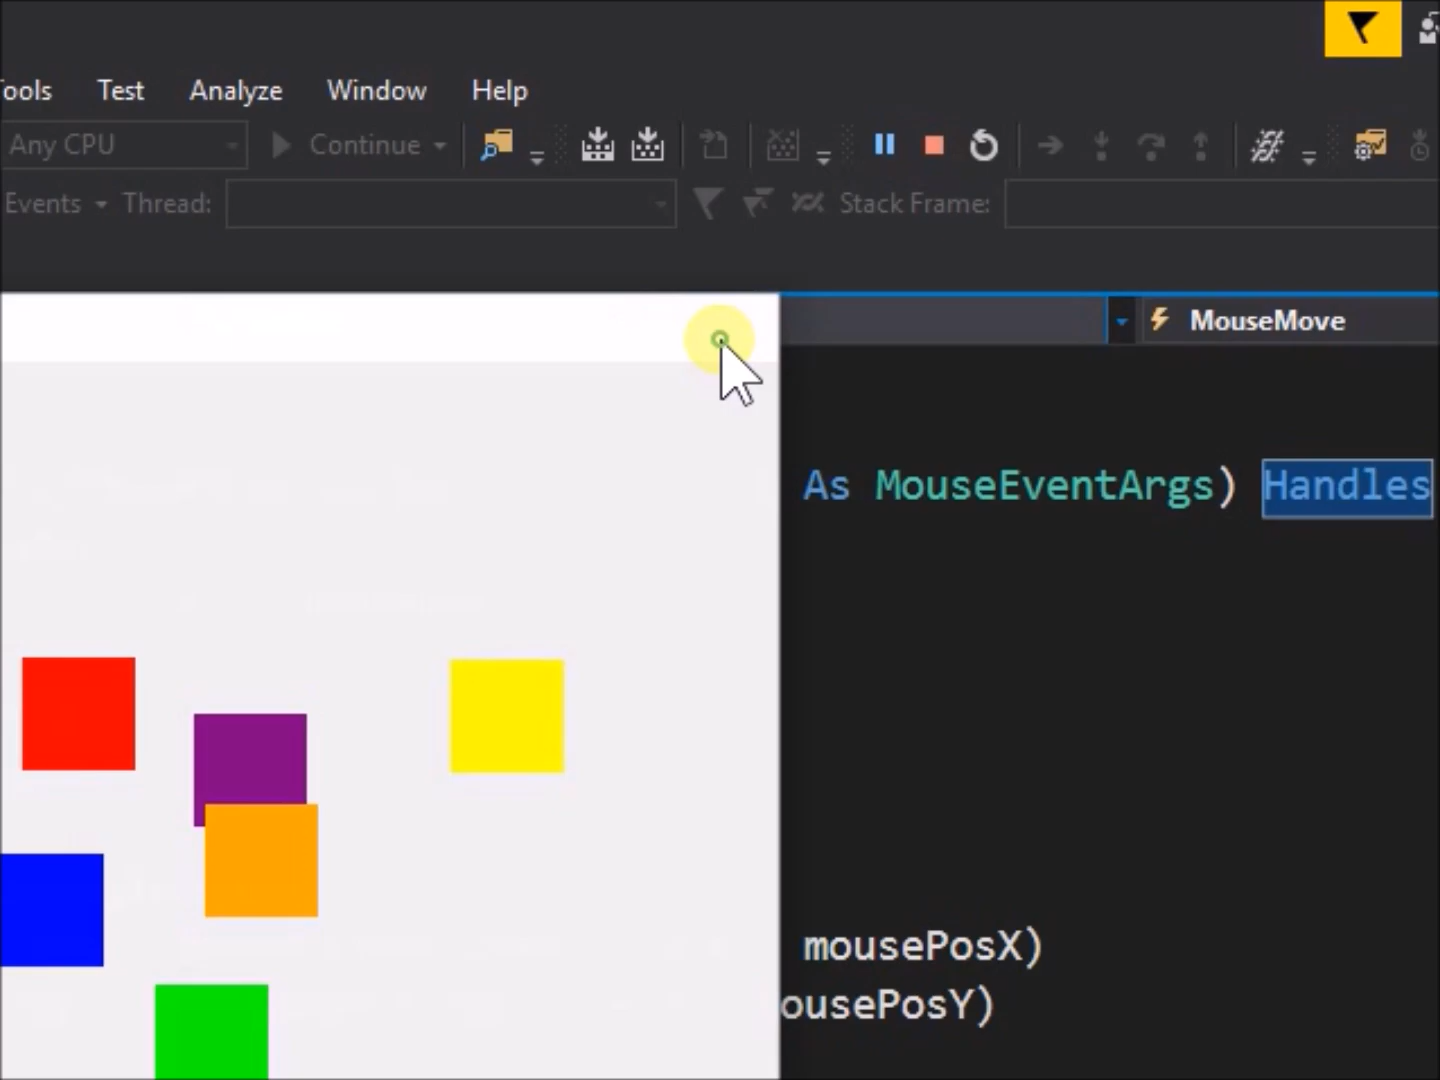 ools Test Analyze Window Help
Any CPU Continue
Events Thread: Stack Frame:
MouseMove
As MouseEventArgs) Handles
mousePosX)
ousePosY)